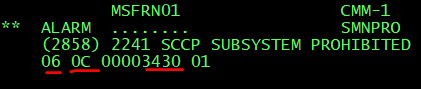 MSFRN01 CMM-1
** ALARM ........ SMNPRO
(2858) 2241 SCCP SUBSYSTEM PROHIBITED
06 0C 00003430 01